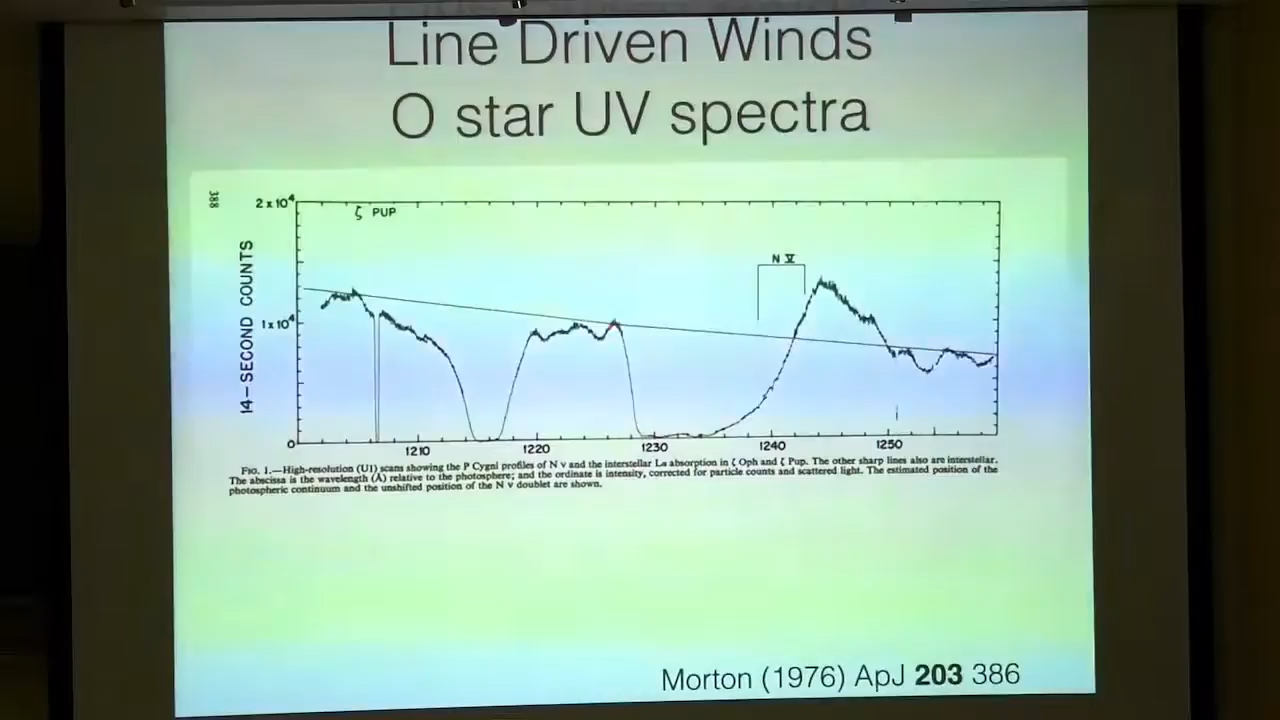 Line Driven Winds
O star UV spectra
388
2 x 10⁴
ζ PUP
N V
14-SECOND COUNTS
1 x 10⁴
0
1210
1220
1230
1240
1250
FIG. 1.—High-resolution (U1) scans showing the P Cygni profiles of N v and the interstellar Lα absorption in ζ Oph and ζ Pup. The other sharp lines also are interstellar.
The abscissa is the wavelength (Å) relative to the photosphere; and the ordinate is intensity, corrected for particle counts and scattered light. The estimated position of the
photospheric continuum and the unshifted position of the N v doublet are shown.
Morton (1976) ApJ 203 386